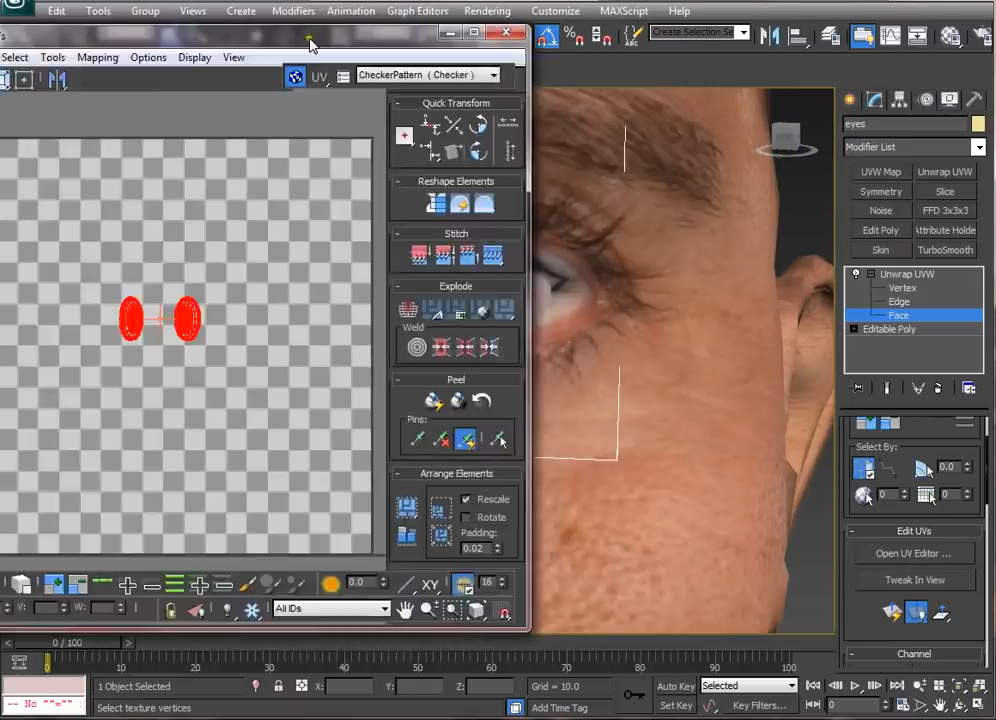 Edit Tools Group Views Create Modifiers Animation Graph Editors Rendering Customize MAXScript Help
Create Selection Se
Select Tools Mapping Options Display View
UV
CheckerPattern ( Checker )
Quick Transform
Reshape Elements
Stitch
Explode
Weld
Peel
Pins:
Arrange Elements
Rescale
Rotate
Padding:
0.02
0.0
XY
16
V:
W:
All IDs
eyes
Modifier List
UVW Map
Unwrap UVW
Symmetry
Slice
Noise
FFD 3x3x3
Edit Poly
Attribute Holde
Skin
TurboSmooth
Unwrap UVW
Vertex
Edge
Face
Editable Poly
Select By:
0.0
0
0
Edit UVs
Open UV Editor ...
Tweak In View
Channel
0 / 100
0 10 20 30 40 50 60 70 80 90 100
-- No ""=""
1 Object Selected
X:
Y:
Z:
Grid = 10.0
Auto Key
Selected
Select texture vertices
Add Time Tag
Set Key
Key Filters...
0